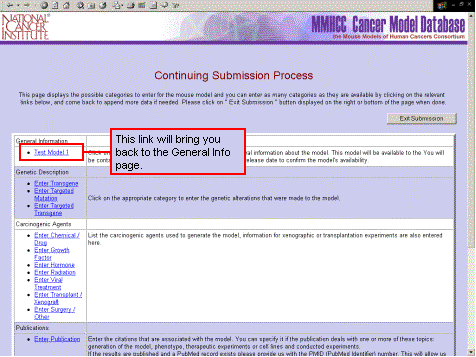 NATIONAL
CANCER
INSTITUTE
MMHCC Cancer Model Database
the Mouse Models of Human Cancers Consortium
Continuing Submission Process
This page displays the possible categories to enter for the mouse model and you can enter as many categories as they are available by clicking on the relevant
links below, and come back to append more data if needed. Please click on " Exit Submission " button displayed on the right or bottom of the page when done.
Exit Submission
General Information
Test Model 1
This link will bring you
back to the General Info
page.
Click on
al information about the model. This model will be available to the You will
be conta
release date to confirm the model's availability.
Genetic Description
Enter Transgene
Enter Targeted
Mutation
Enter Targeted
Transgene
Click on the appropriate category to enter the genetic alterations that were made to the model.
Carcinogenic Agents
Enter Chemical /
Drug
Enter Growth
Factor
Enter Hormone
Enter Radiation
Enter Viral
Treatment
Enter Transplant /
Xenograft
Enter Surgery /
Other
List the carcinogenic agents used to generate the model, information for xenographic or transplantation experiments are also entered
here.
Publications
Enter Publication
Enter the citations that are associated with the model. You can specify it if the publication deals with one or more of these topics:
generation of the model, phenotype, therapeutic experiments or cell lines and conducted experiments.
If the results are published and a PubMed record exists please provide us with the PMID (PubMed Identifier) number. This will allow us